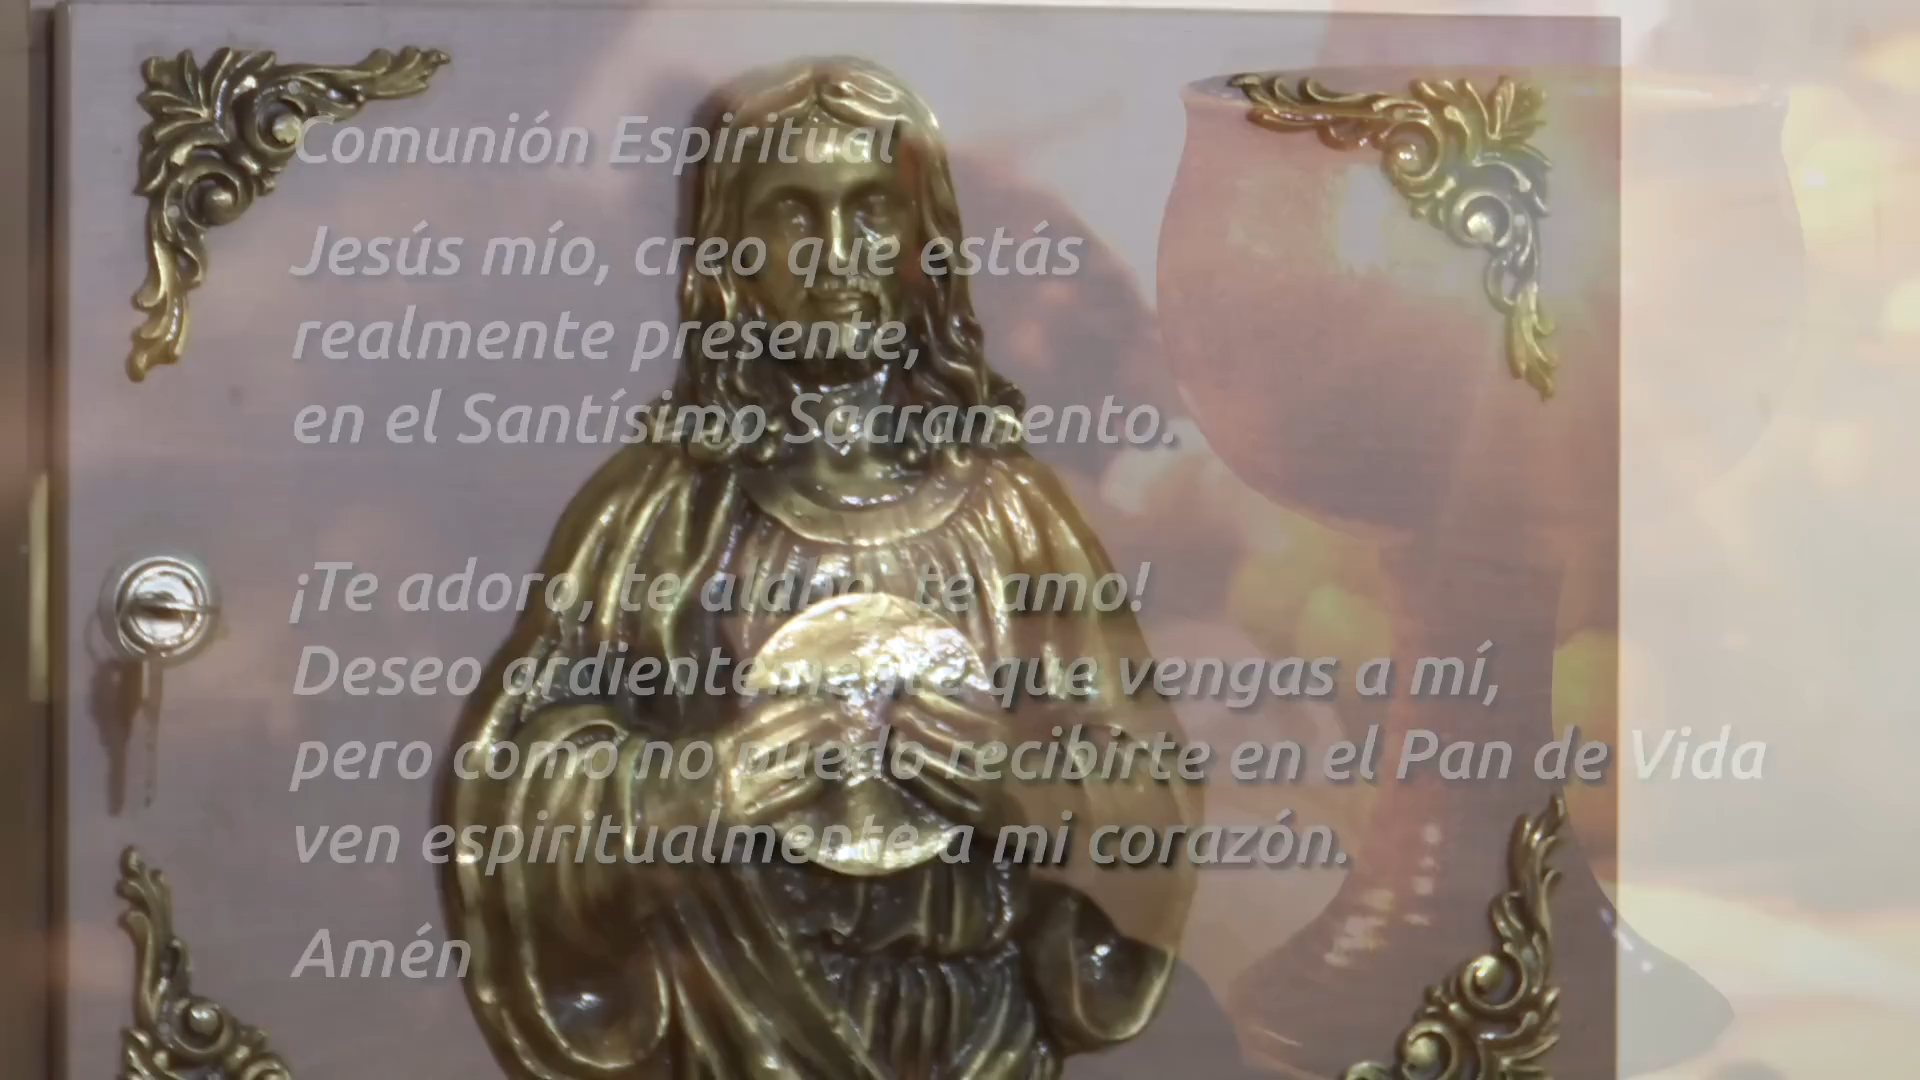 Comunión Espiritual
Jesús mío, creo que estás
realmente presente,
en el Santísimo Sacramento.
¡Te adoro, te alabo, te amo!
Deseo ardientemente que vengas a mí,
pero como no puedo recibirte en el Pan de Vida
ven espiritualmente a mi corazón.
Amén